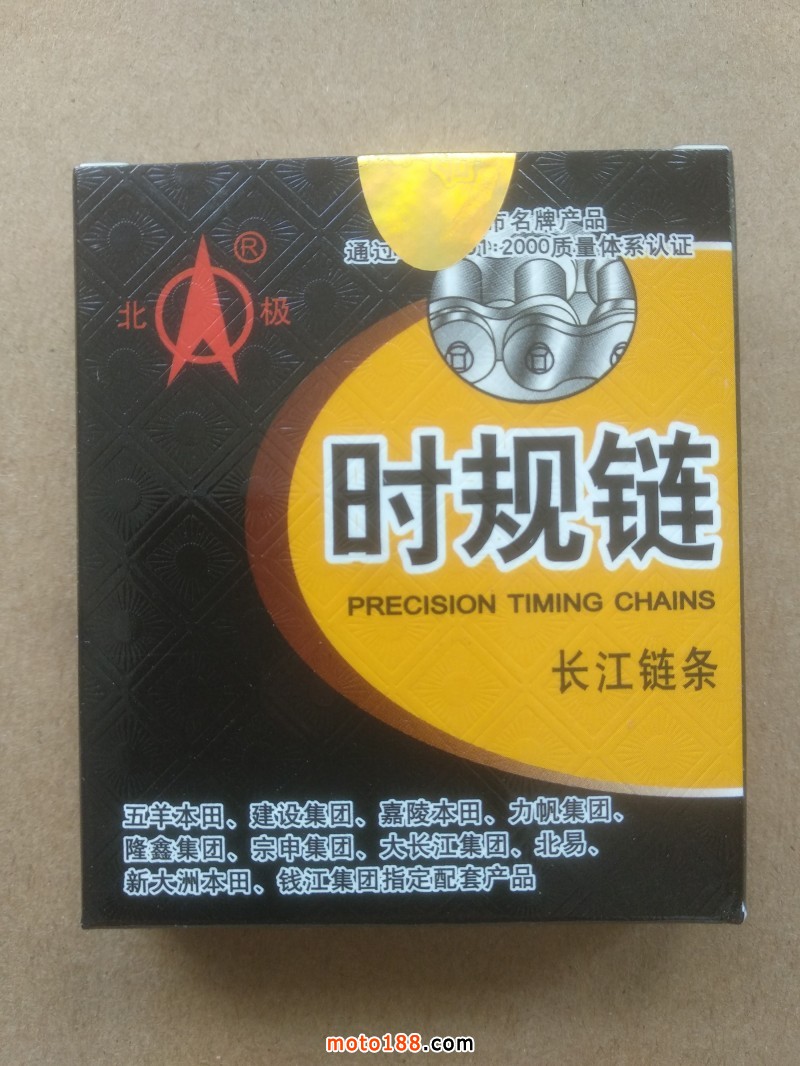 市名牌产品
通过 01:2000质量体系认证
北 极 ®
时规链
PRECISION TIMING CHAINS
长江链条
五羊本田、建设集团、嘉陵本田、力帆集团、
隆鑫集团、宗申集团、大长江集团、北易、
新大洲本田、钱江集团指定配套产品
moto188.com